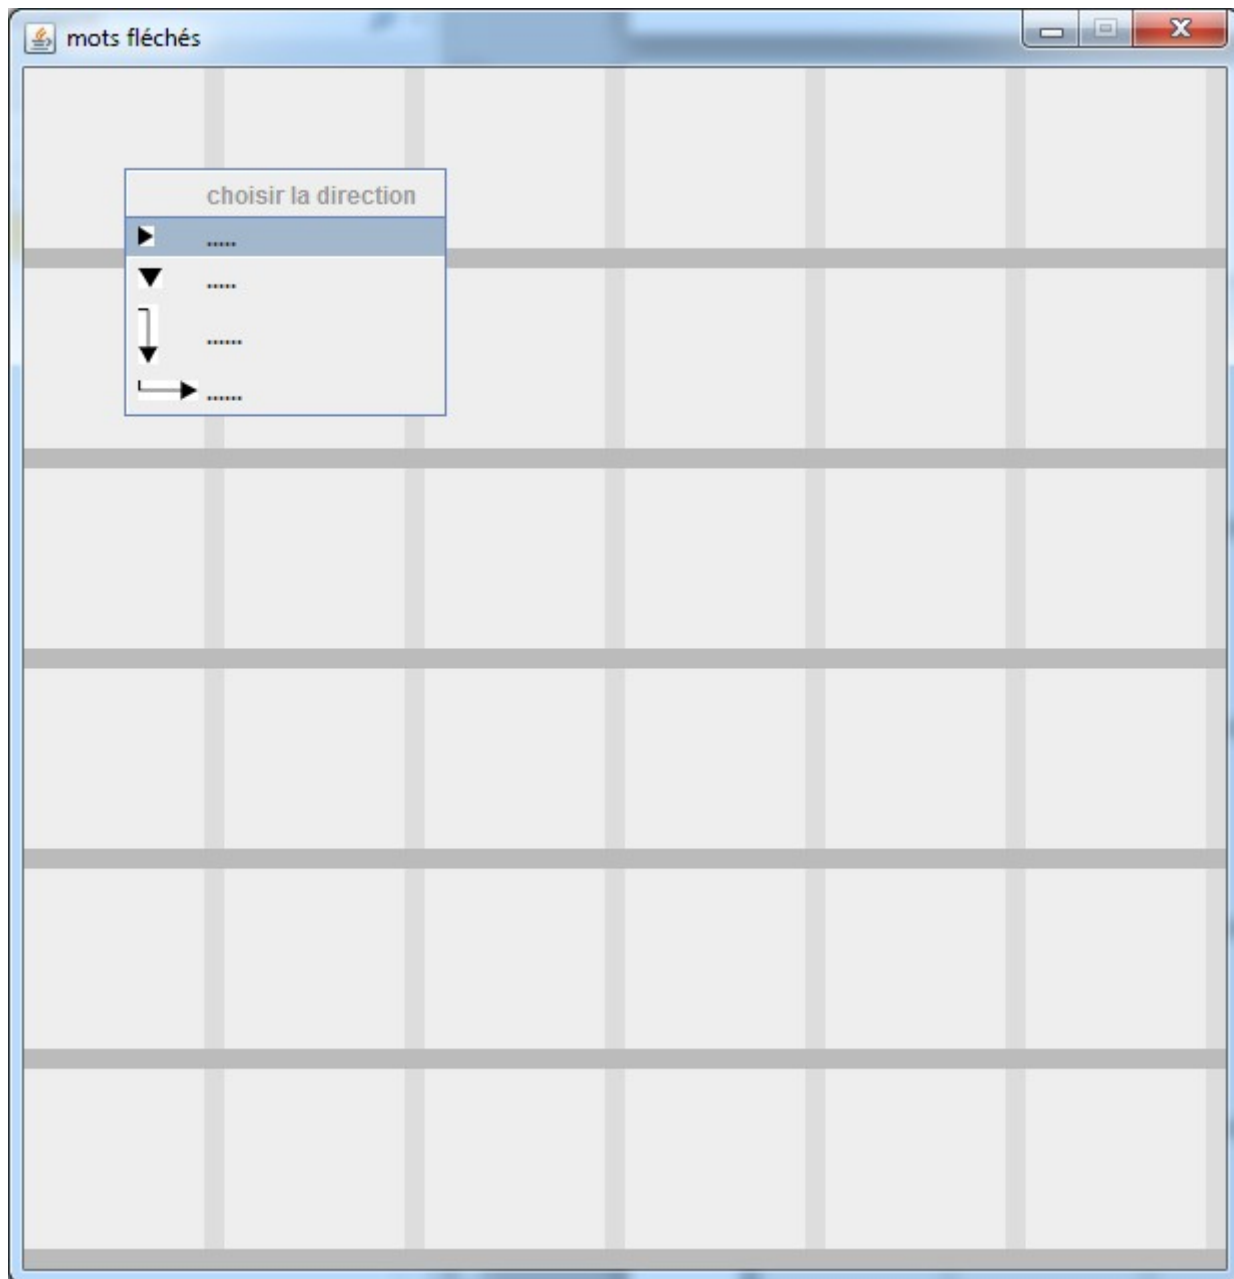 mots fléchés
choisir la direction
.....
.....
......
......